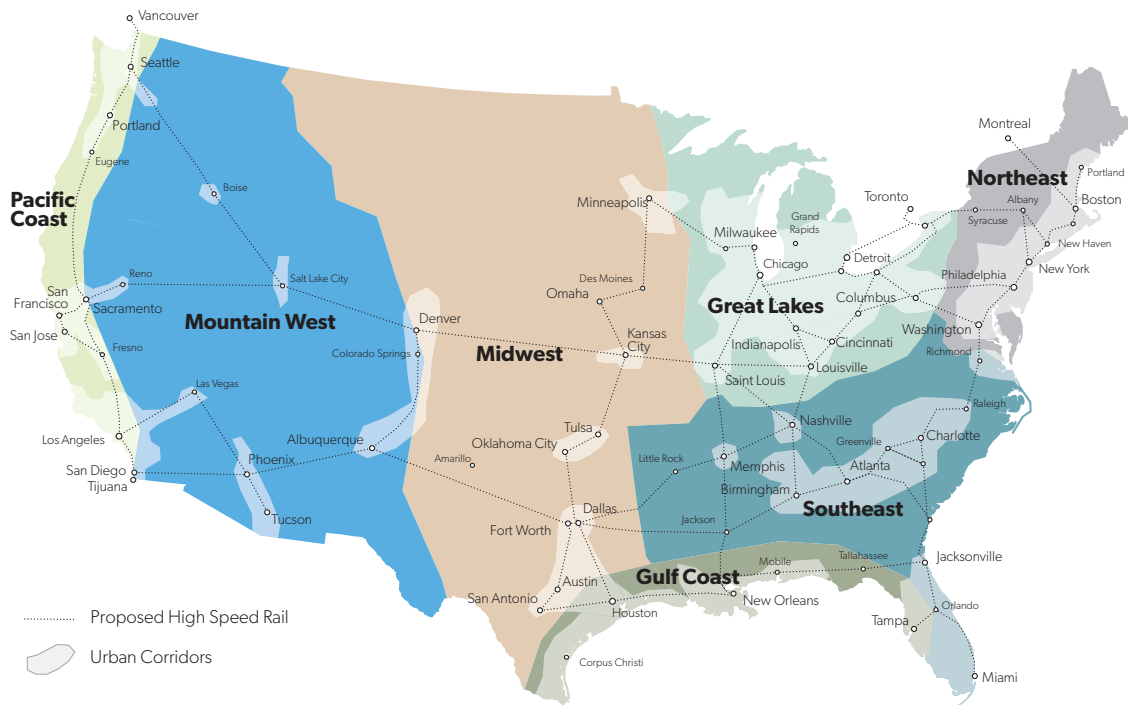 Vancouver
Seattle
Portland
Eugene
Pacific
Coast
Boise
Reno
Salt Lake City
San
Francisco
Sacramento
San Jose
Fresno
Mountain West
Denver
Colorado Springs
Las Vegas
Los Angeles
Albuquerque
San Diego
Tijuana
Phoenix
Tucson
Minneapolis
Des Moines
Omaha
Midwest
Kansas
City
Tulsa
Oklahoma City
Amarillo
Dallas
Fort Worth
Austin
San Antonio
Houston
Corpus Christi
Milwaukee
Grand
Rapids
Chicago
Toronto
Detroit
Great Lakes
Columbus
Indianapolis
Cincinnati
Saint Louis
Louisville
Montreal
Northeast
Portland
Albany
Boston
Syracuse
New Haven
New York
Philadelphia
Washington
Richmond
Raleigh
Nashville
Greenville
Charlotte
Little Rock
Memphis
Atlanta
Birmingham
Southeast
Jackson
Gulf Coast
Mobile
Tallahassee
Jacksonville
New Orleans
Orlando
Tampa
Miami
Proposed High Speed Rail
Urban Corridors